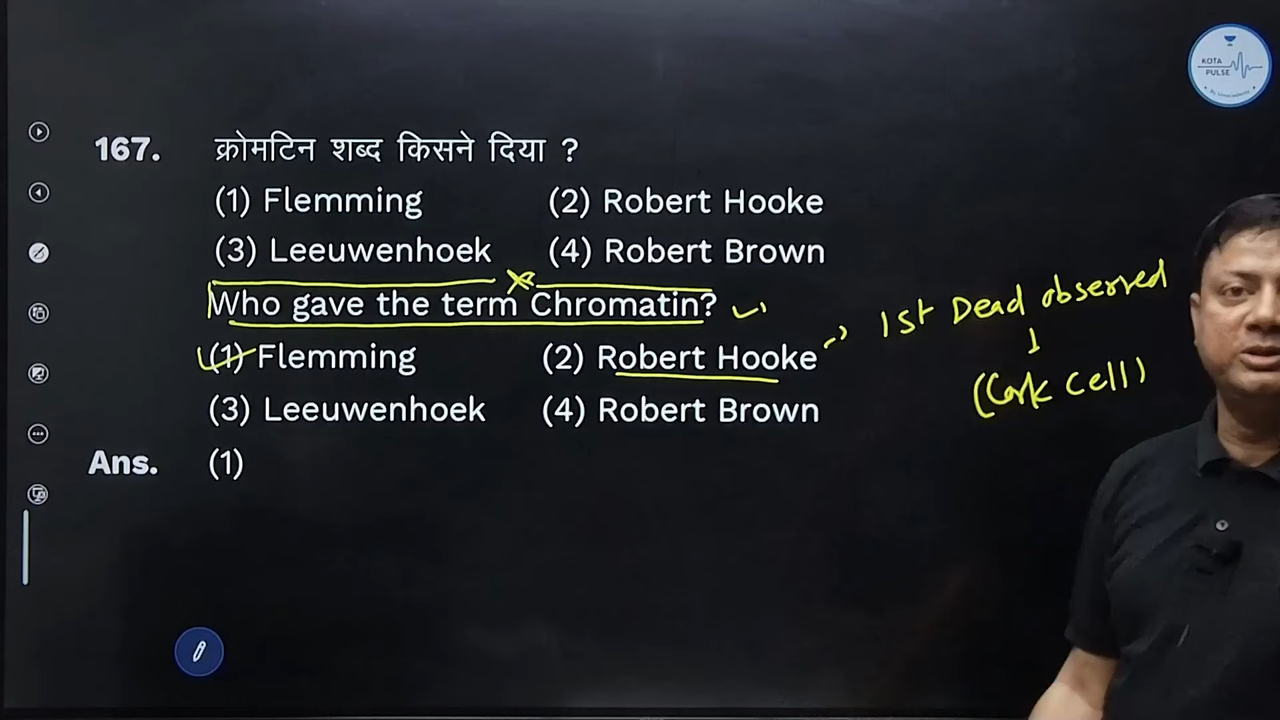 KOTA
PULSE
167. क्रोमटिन शब्द किसने दिया ?
(1) Flemming (2) Robert Hooke
(3) Leeuwenhoek (4) Robert Brown
Who gave the term Chromatin?
(1) Flemming (2) Robert Hooke
1st Dead observed
(Cork cell)
(3) Leeuwenhoek (4) Robert Brown
Ans. (1)